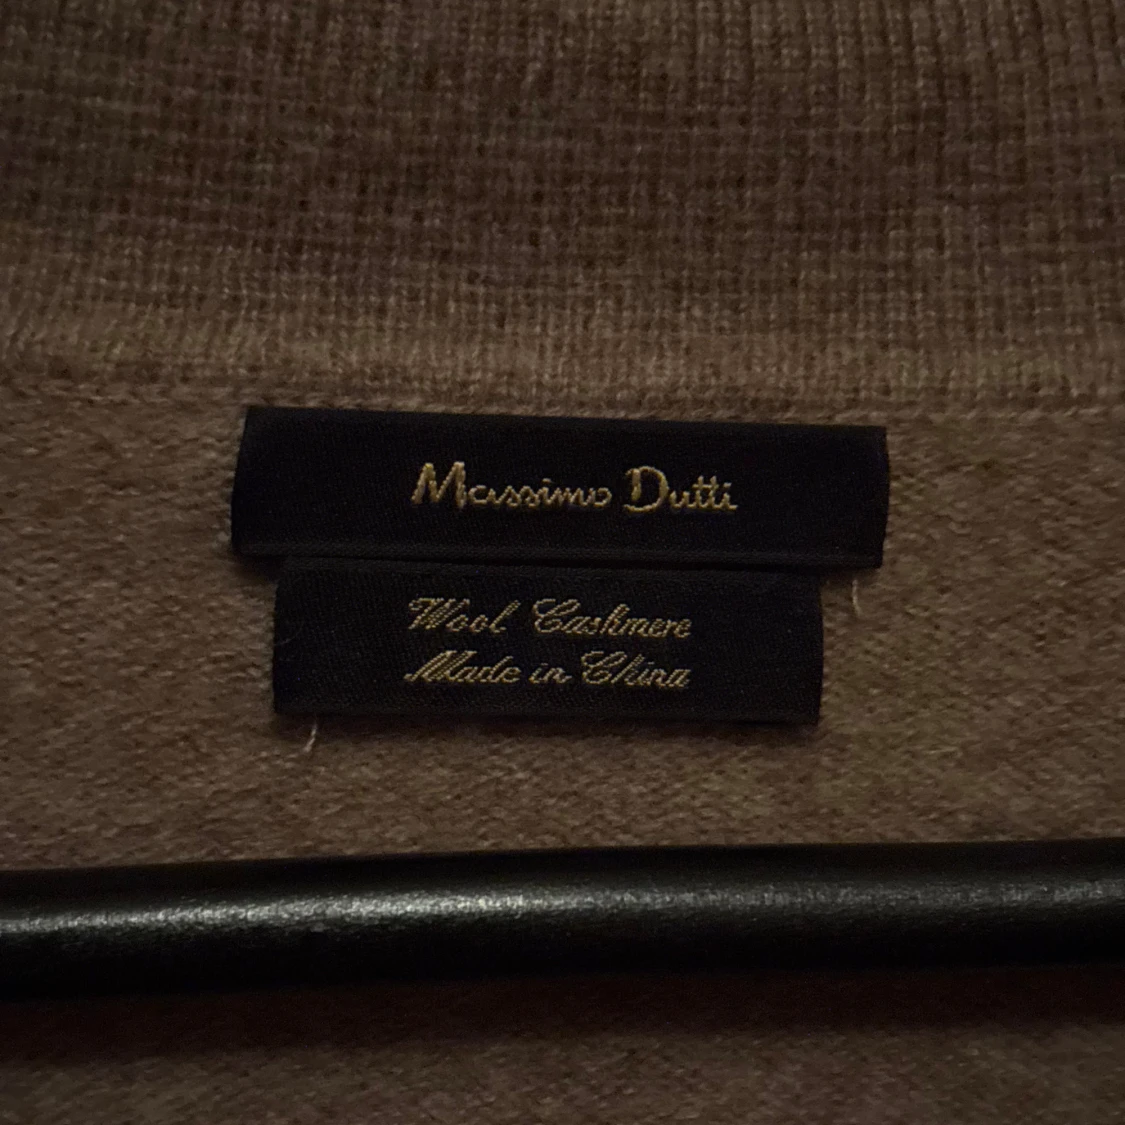 Massimo Dutti
Wool Cashmere
Made in China